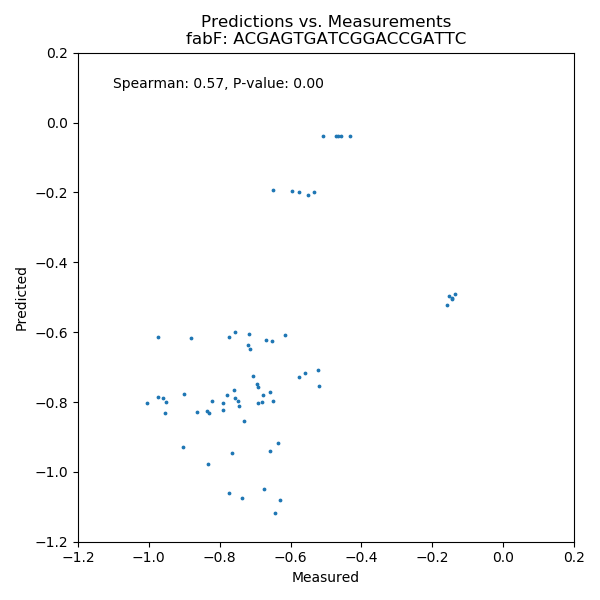 Predictions vs. Measurements
fabF: ACGAGTGATCGGACCGATTC
Spearman: 0.57, P-value: 0.00
0.2
0.0
−0.2
−0.4
−0.6
−0.8
−1.0
−1.2
Predicted
−1.2 −1.0 −0.8 −0.6 −0.4 −0.2 0.0 0.2
Measured